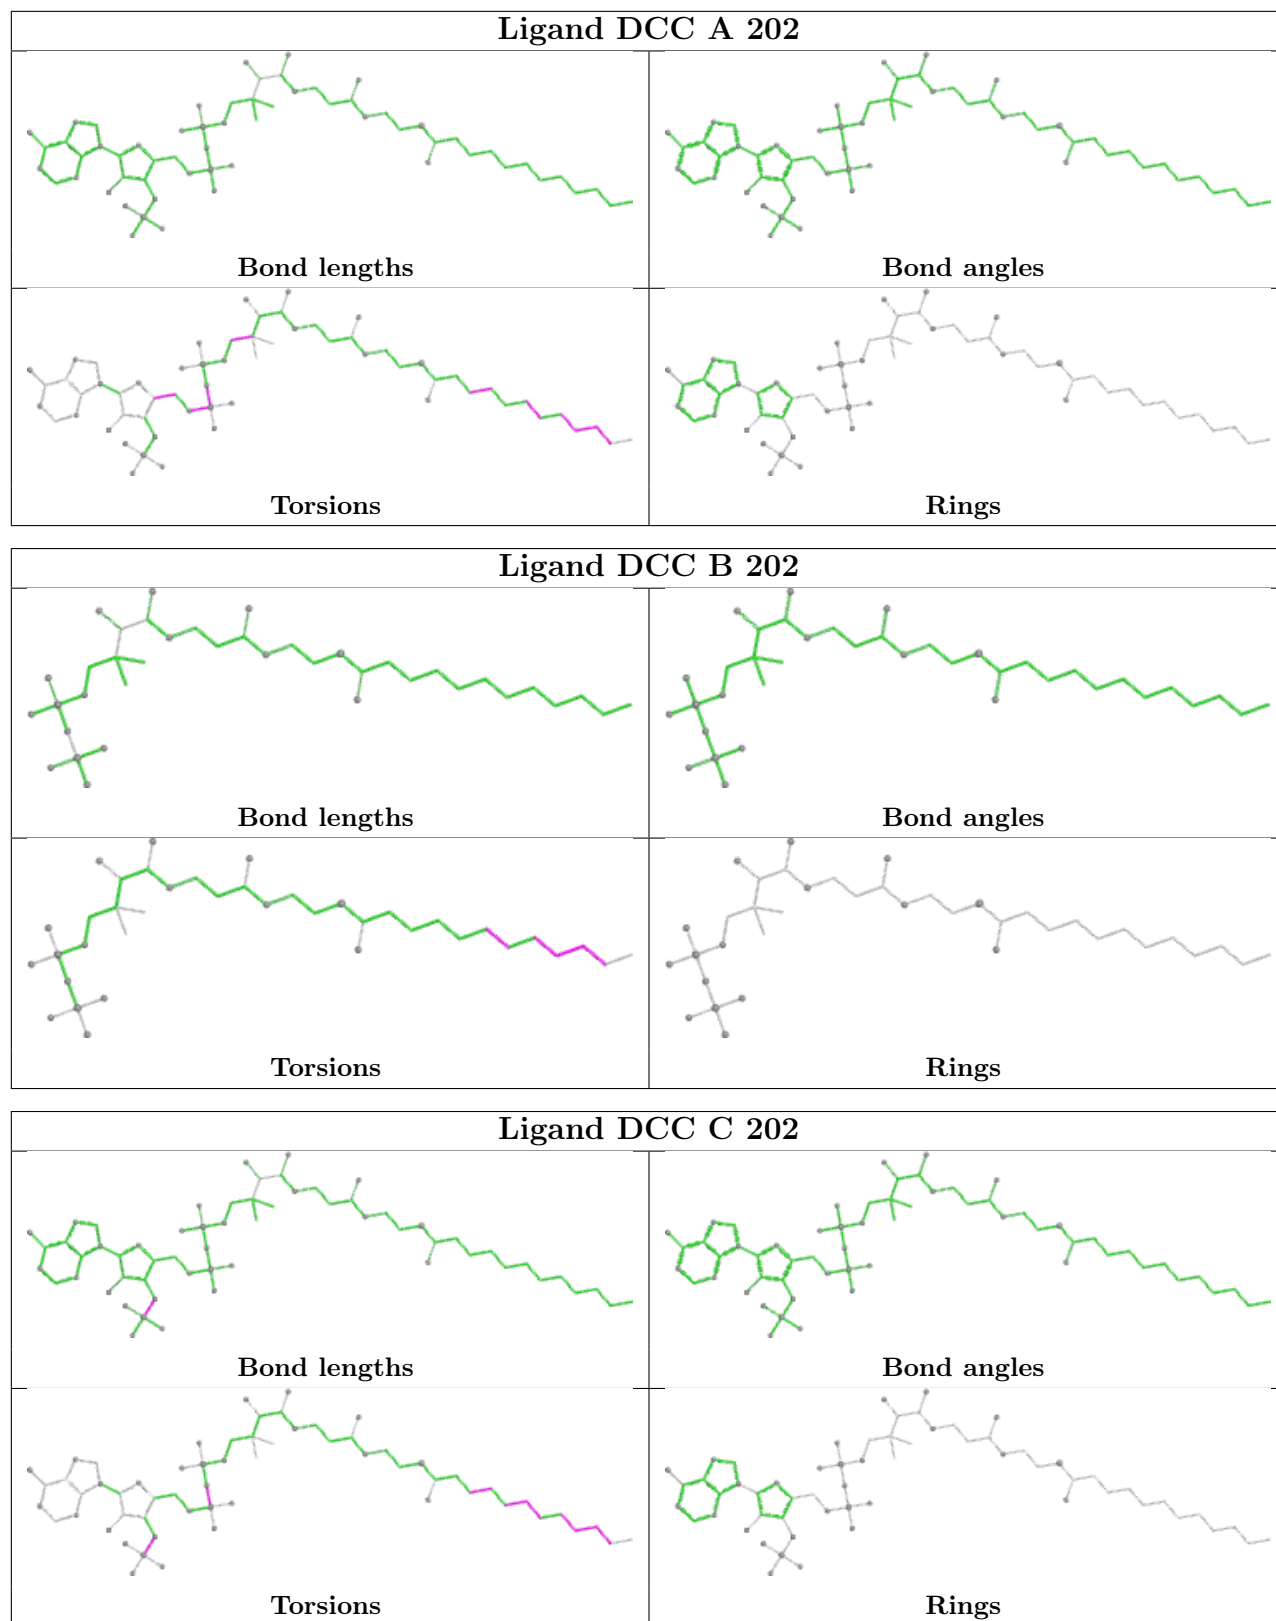 Ligand DCC A 202
Bond lengths
Bond angles
Torsions
Rings
Ligand DCC B 202
Bond lengths
Bond angles
Torsions
Rings
Ligand DCC C 202
Bond lengths
Bond angles
Torsions
Rings